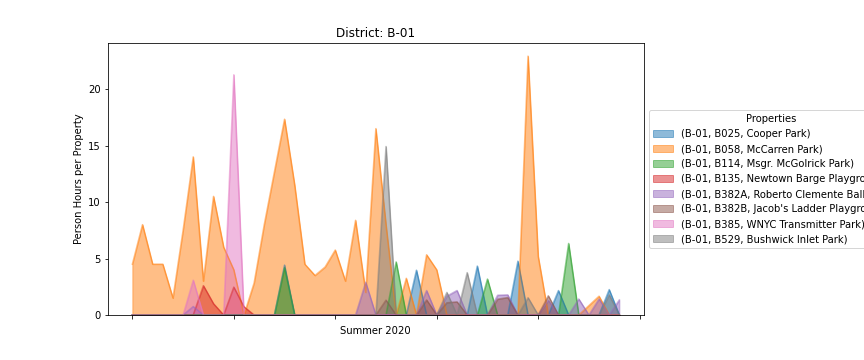 District: B-01
Person Hours per Property
20
15
10
5
0
Summer 2020
Properties
(B-01, B025, Cooper Park)
(B-01, B058, McCarren Park)
(B-01, B114, Msgr. McGolrick Park)
(B-01, B135, Newtown Barge Playgro
(B-01, B382A, Roberto Clemente Ball
(B-01, B382B, Jacob's Ladder Playgro
(B-01, B385, WNYC Transmitter Park)
(B-01, B529, Bushwick Inlet Park)